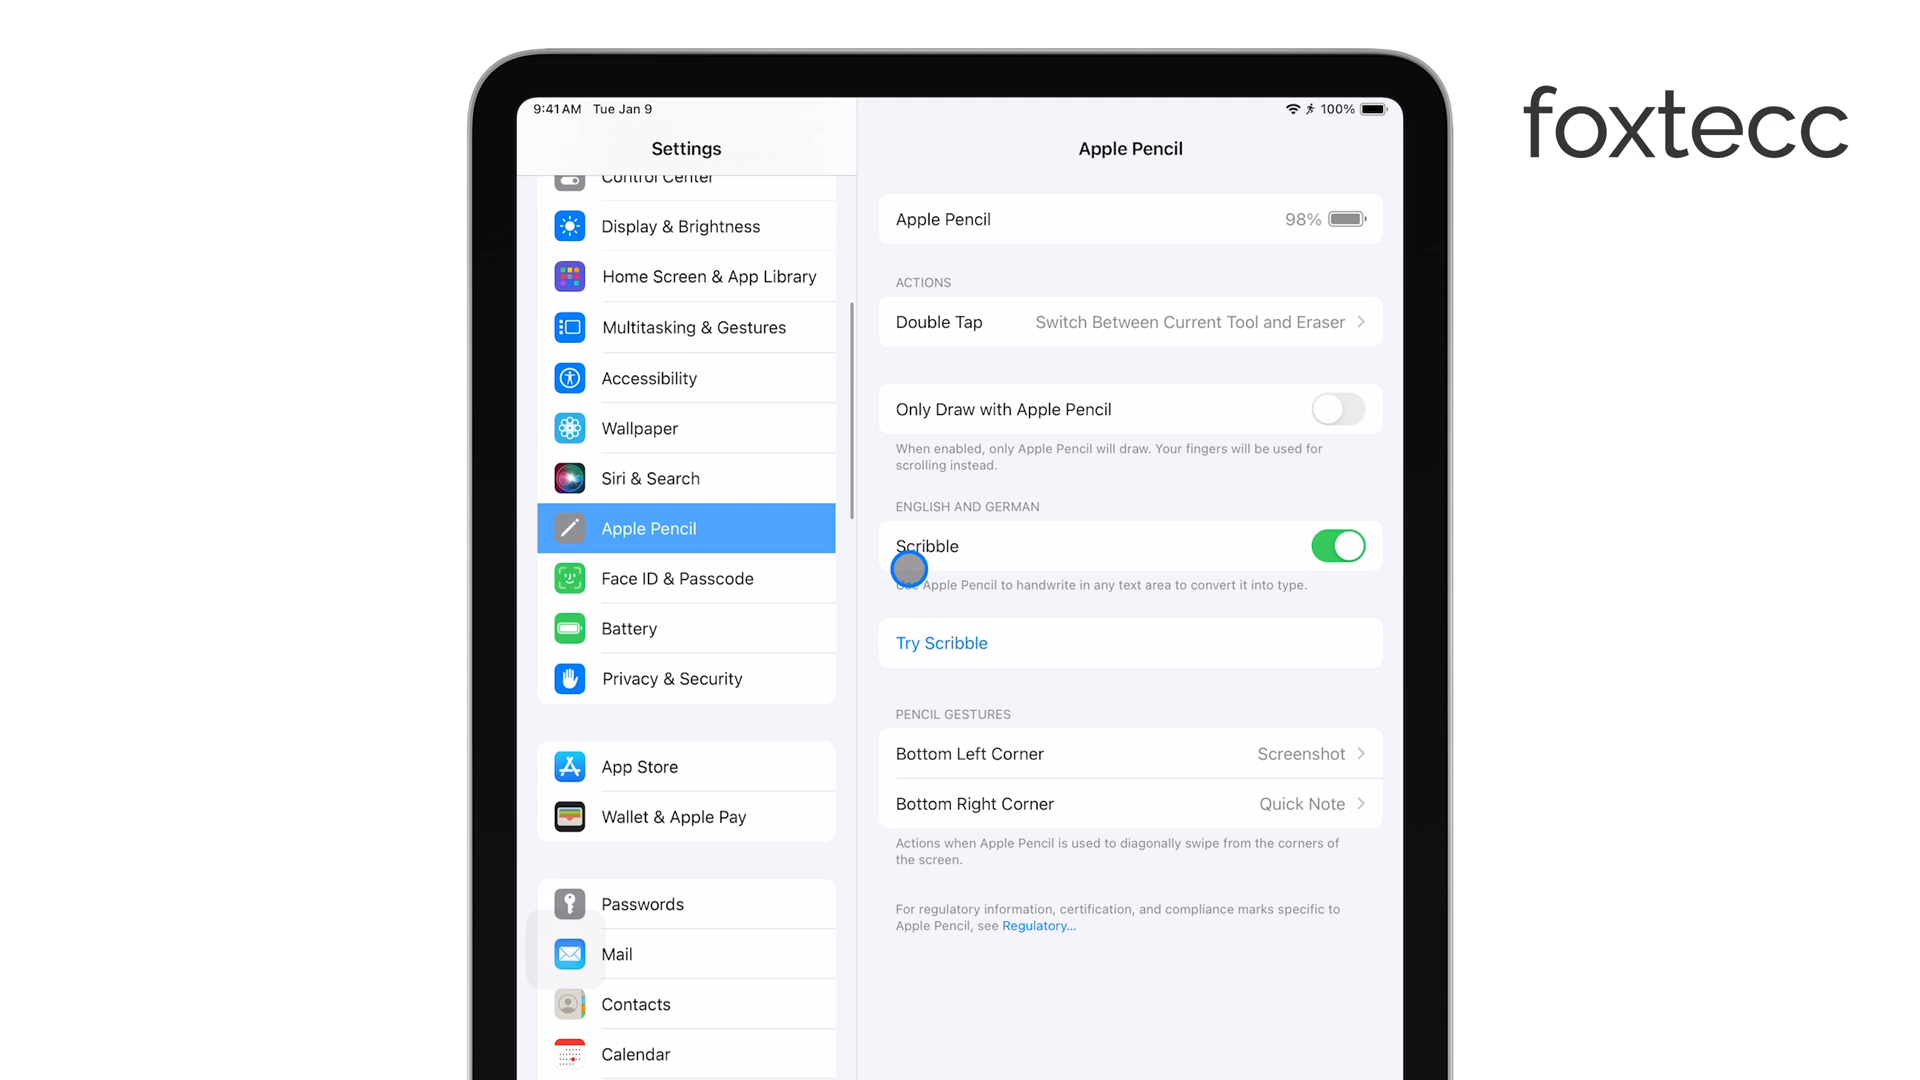 foxtecc
9:41 AM Tue Jan 9
100%
Settings
Control Center
Display & Brightness
Home Screen & App Library
Multitasking & Gestures
Accessibility
Wallpaper
Siri & Search
Apple Pencil
Face ID & Passcode
Battery
Privacy & Security
App Store
Wallet & Apple Pay
Passwords
Mail
Contacts
Calendar
Apple Pencil
Apple Pencil 98%
ACTIONS
Double Tap Switch Between Current Tool and Eraser
Only Draw with Apple Pencil
When enabled, only Apple Pencil will draw. Your fingers will be used for
scrolling instead.
ENGLISH AND GERMAN
Scribble
Use Apple Pencil to handwrite in any text area to convert it into type.
Try Scribble
PENCIL GESTURES
Bottom Left Corner Screenshot
Bottom Right Corner Quick Note
Actions when Apple Pencil is used to diagonally swipe from the corners of
the screen.
For regulatory information, certification, and compliance marks specific to
Apple Pencil, see Regulatory...